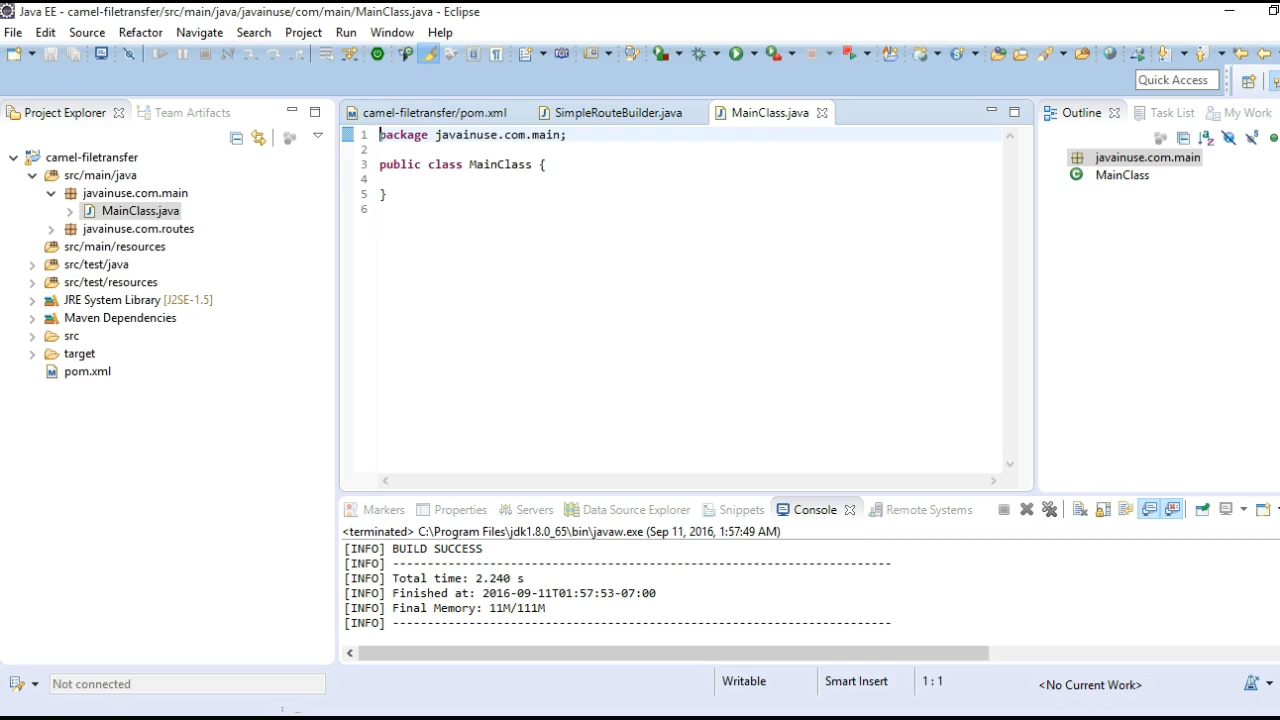 Java EE - camel-filetransfer/src/main/java/javainuse/com/main/MainClass.java - Eclipse
File Edit Source Refactor Navigate Search Project Run Window Help
Quick Access
Project Explorer Team Artifacts
camel-filetransfer
src/main/java
javainuse.com.main
MainClass.java
javainuse.com.routes
src/main/resources
src/test/java
src/test/resources
JRE System Library [J2SE-1.5]
Maven Dependencies
src
target
pom.xml
camel-filetransfer/pom.xml SimpleRouteBuilder.java MainClass.java
1 package javainuse.com.main;
2
3 public class MainClass {
4
5 }
6
Outline Task List My Work
javainuse.com.main
MainClass
Markers Properties Servers Data Source Explorer Snippets Console Remote Systems
<terminated> C:\Program Files\jdk1.8.0_65\bin\javaw.exe (Sep 11, 2016, 1:57:49 AM)
[INFO] BUILD SUCCESS
[INFO] ------------------------------------------------------------------------
[INFO] Total time: 2.240 s
[INFO] Finished at: 2016-09-11T01:57:53-07:00
[INFO] Final Memory: 11M/111M
[INFO] ------------------------------------------------------------------------
Not connected Writable Smart Insert 1 : 1 <No Current Work>